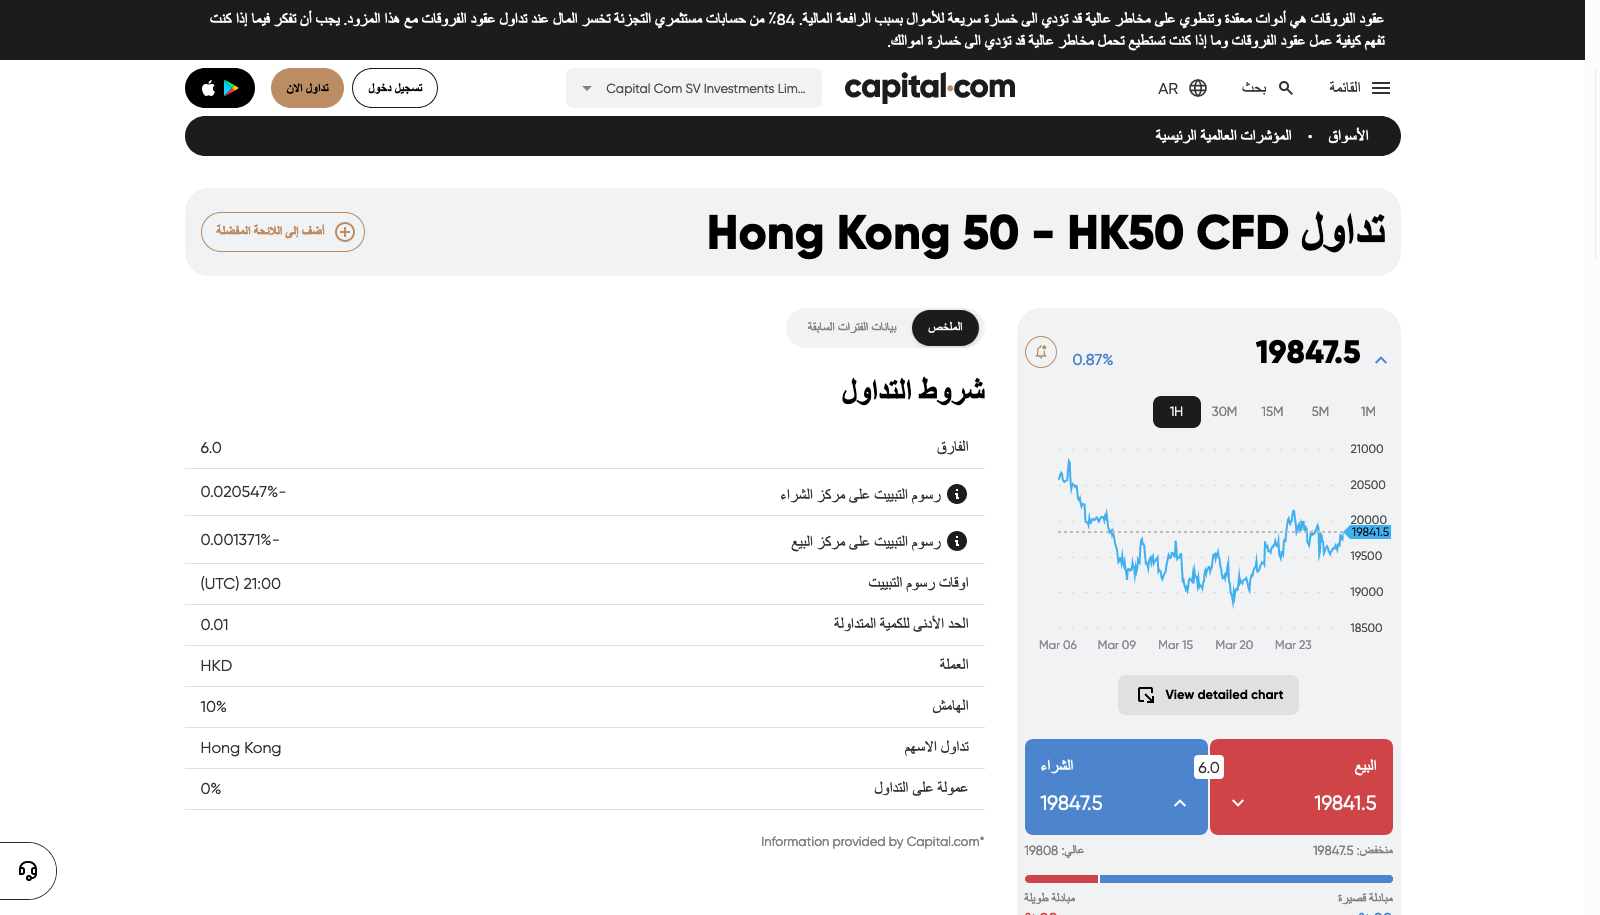 عقود الفروقات هي أدوات معقدة وتنطوي على مخاطر عالية قد تؤدي الى خسارة سريعة للأموال بسبب الرافعة المالية. 84٪ من حسابات مستثمري التجزئة تخسر المال عند تداول عقود الفروقات مع هذا المزود. يجب أن تفكر فيما إذا كنت
تفهم كيفية عمل عقود الفروقات وما إذا كنت تستطيع تحمل مخاطر عالية قد تؤدي الى خسارة اموالك.
القائمة
بحث
AR
capital.com
Capital Com SV Investments Lim...
تسجيل دخول
تداول الان
الأسواق • المؤشرات العالمية الرئيسية
تداول Hong Kong 50 - HK50 CFD
أضف إلى اللائحة المفضلة
19847.5
0.87%
1H 30M 15M 5M 1M
21000
20500
20000
19841.5
19500
19000
18500
Mar 06 Mar 09 Mar 15 Mar 20 Mar 23
View detailed chart
البيع
19841.5
6.0
الشراء
19847.5
منخفض: 19847.5
عالي: 19808
مبادلة قصيرة
مبادلة طويلة
الملخص
بيانات الفترات السابقة
شروط التداول
الفارق 6.0
رسوم التبييت على مركز الشراء 0.020547%-
رسوم التبييت على مركز البيع 0.001371%-
اوقات رسوم التبييت 21:00 (UTC)
الحد الأدنى للكمية المتداولة 0.01
العملة HKD
الهامش 10%
تداول الاسهم Hong Kong
عمولة على التداول 0%
Information provided by Capital.com*